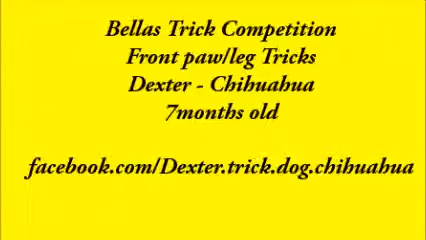 Bellas Trick Competition
Front paw/leg Tricks
Dexter - Chihuahua
7months old
facebook.com/Dexter.trick.dog.chihuahua